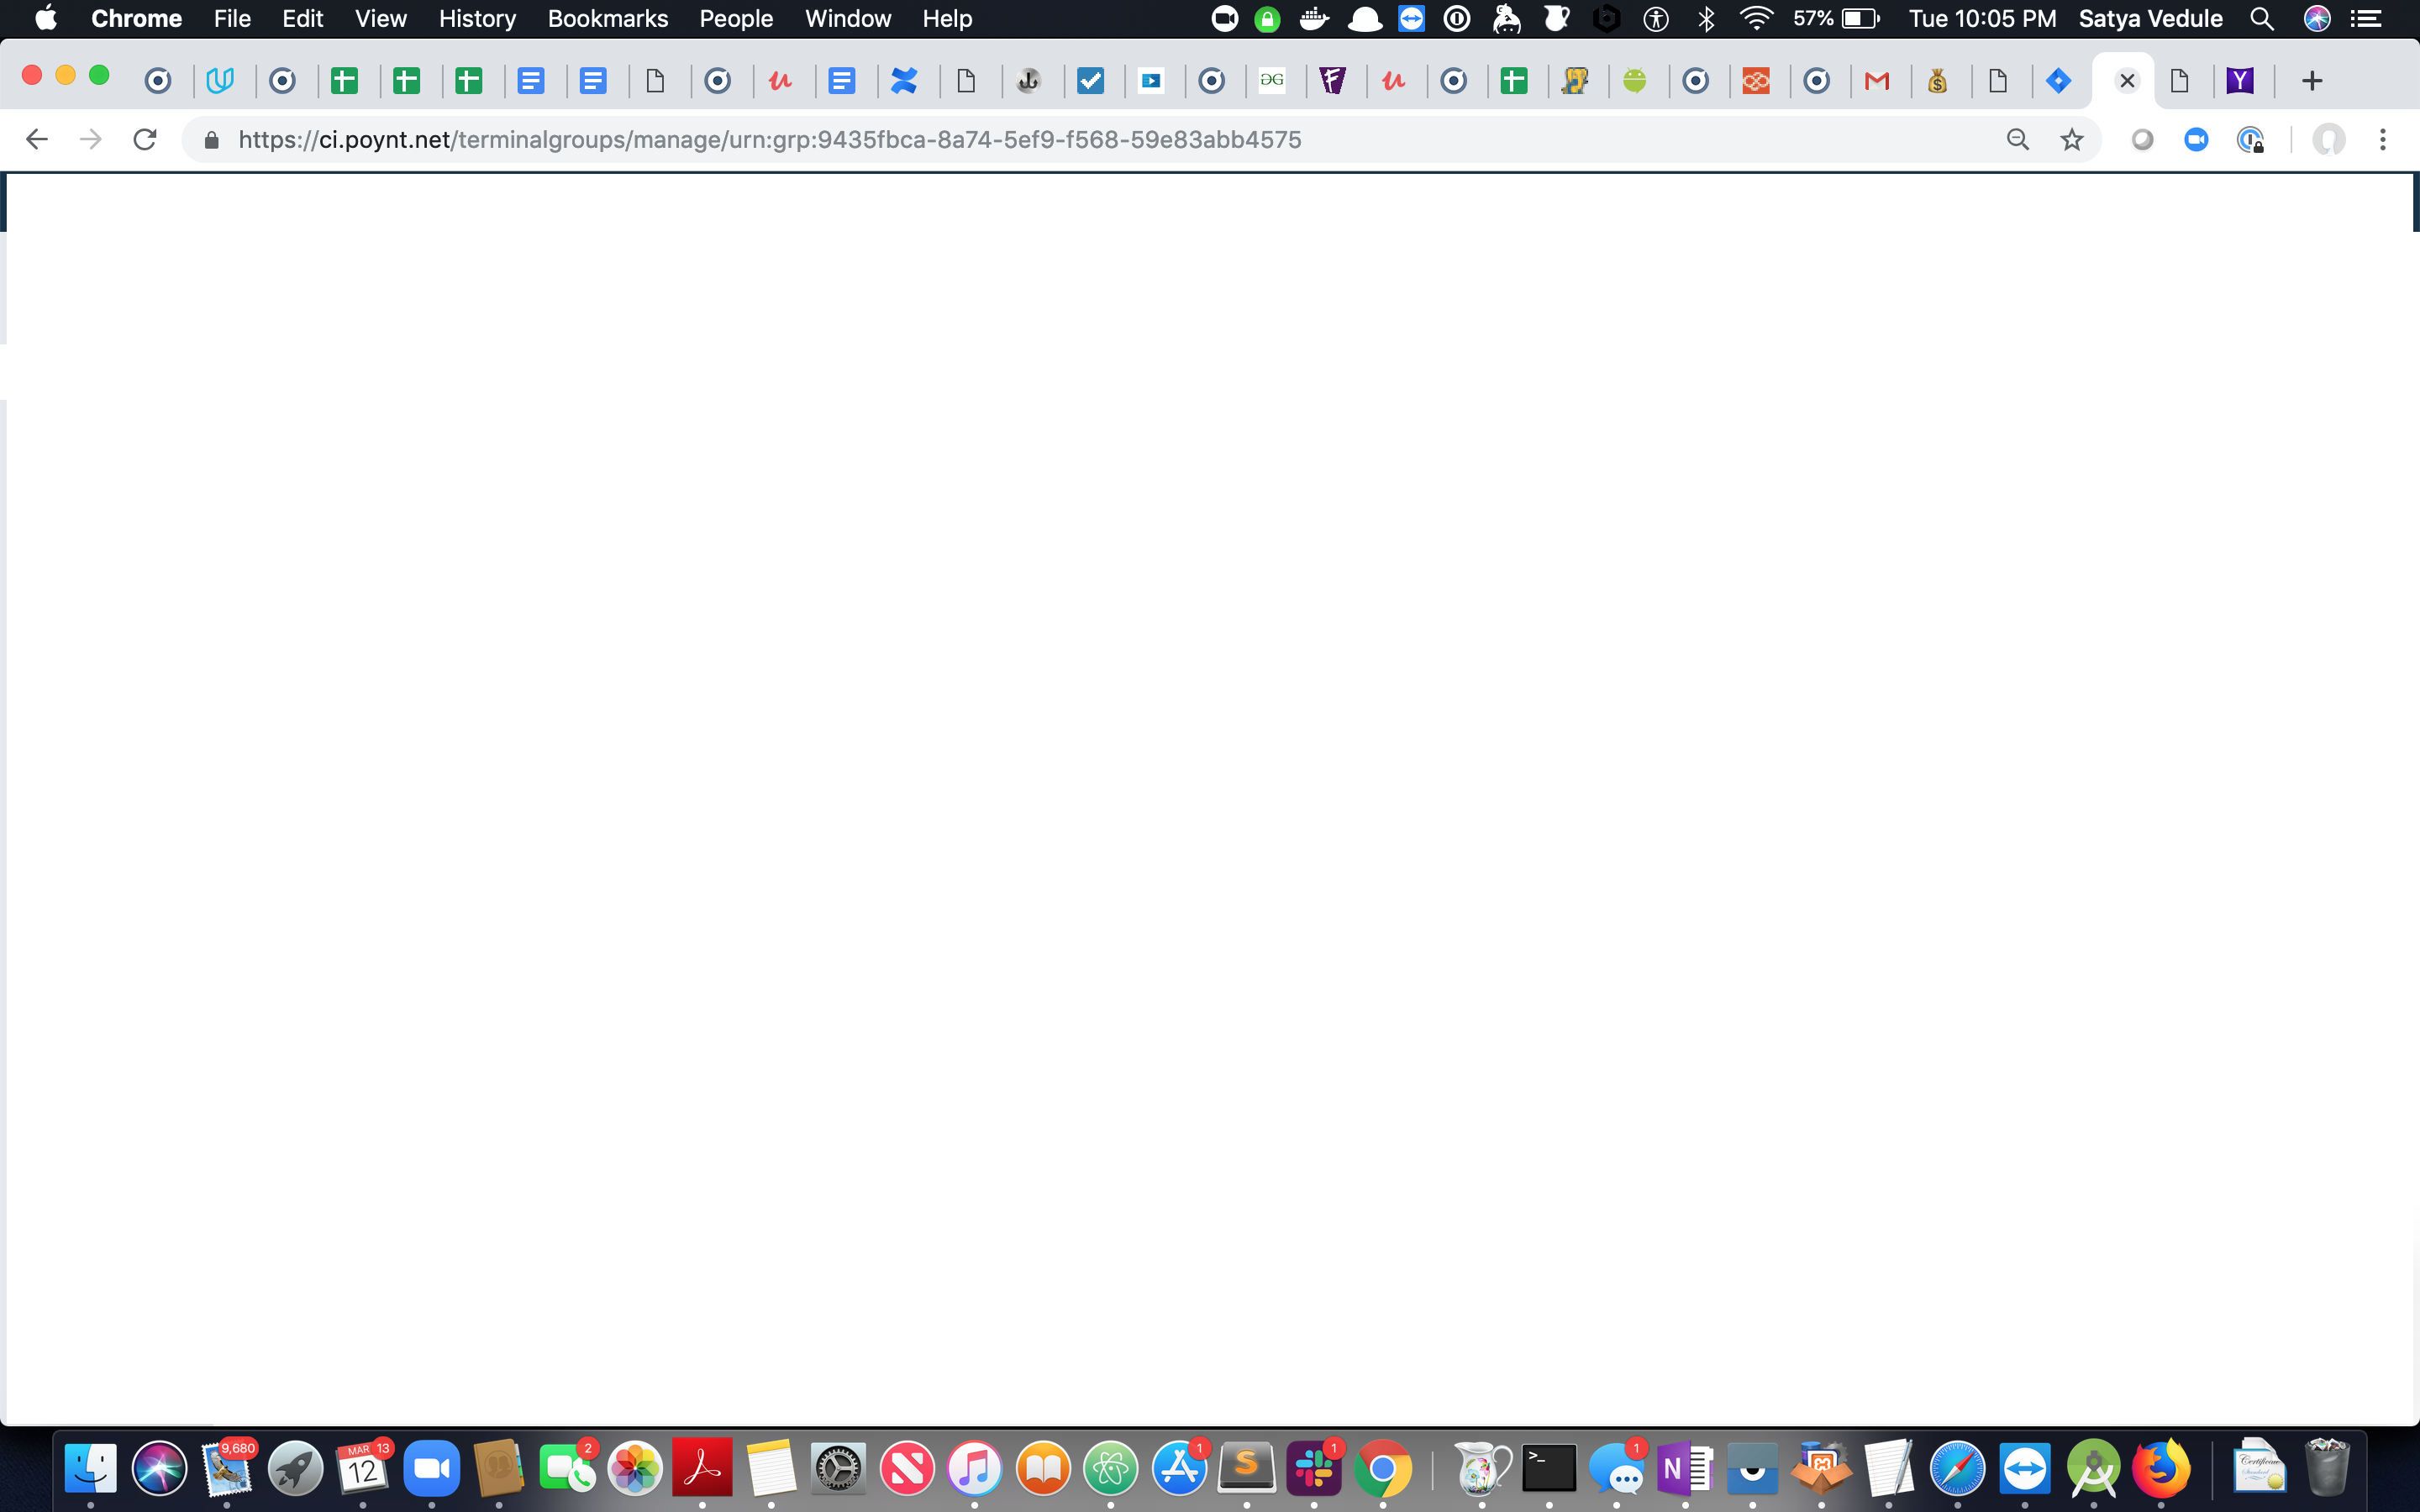 Chrome File Edit View History Bookmarks People Window Help 57% Tue 10:05 PM Satya Vedule
https://ci.poynt.net/terminalgroups/manage/urn:grp:9435fbca-8a74-5ef9-f568-59e83abb4575
9,680
MAR 13
12
2
1
1
1